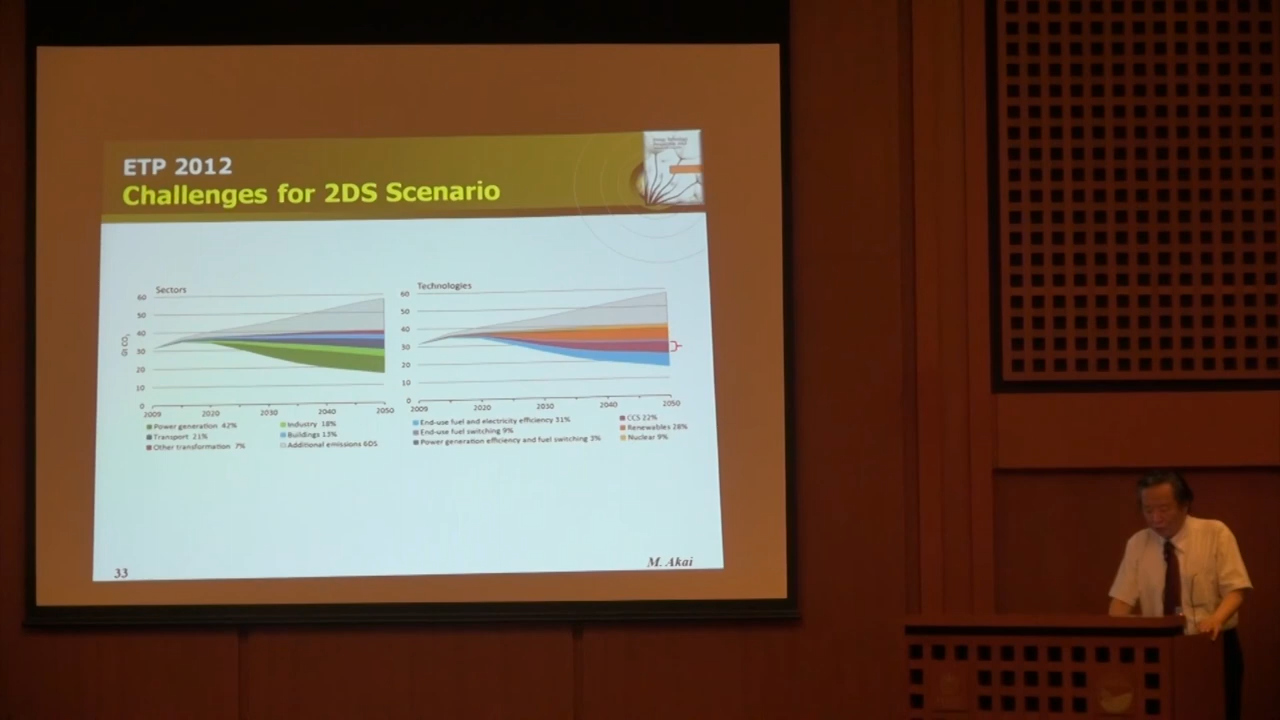 ETP 2012
Challenges for 2DS Scenario
Sectors
60
50
40
30
20
10
0
Gt CO₂
2009 2020 2030 2040 2050
Power generation 42%
Industry 18%
Transport 21%
Buildings 13%
Other transformation 7%
Additional emissions 6DS
Technologies
60
50
40
30
20
10
0
2009 2020 2030 2040 2050
End-use fuel and electricity efficiency 31%
CCS 22%
End-use fuel switching 9%
Renewables 28%
Power generation efficiency and fuel switching 3%
Nuclear 9%
33
M. Akai